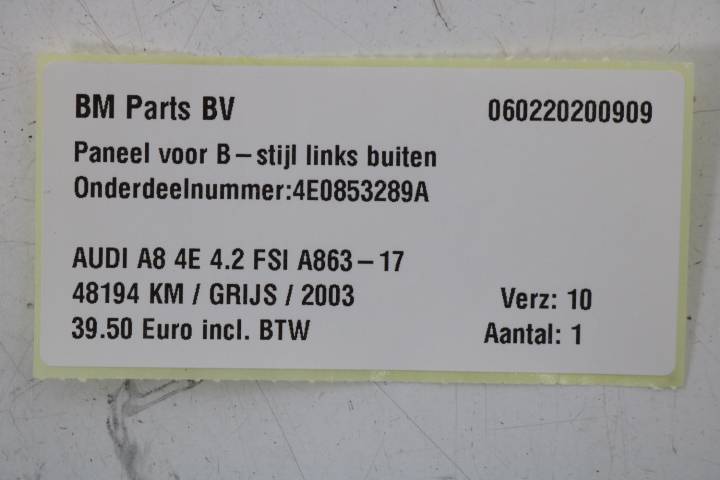 BM Parts BV 060220200909
Paneel voor B-stijl links buiten
Onderdeelnummer:4E0853289A
AUDI A8 4E 4.2 FSI A863-17
48194 KM / GRIJS / 2003 Verz: 10
39.50 Euro incl. BTW Aantal: 1